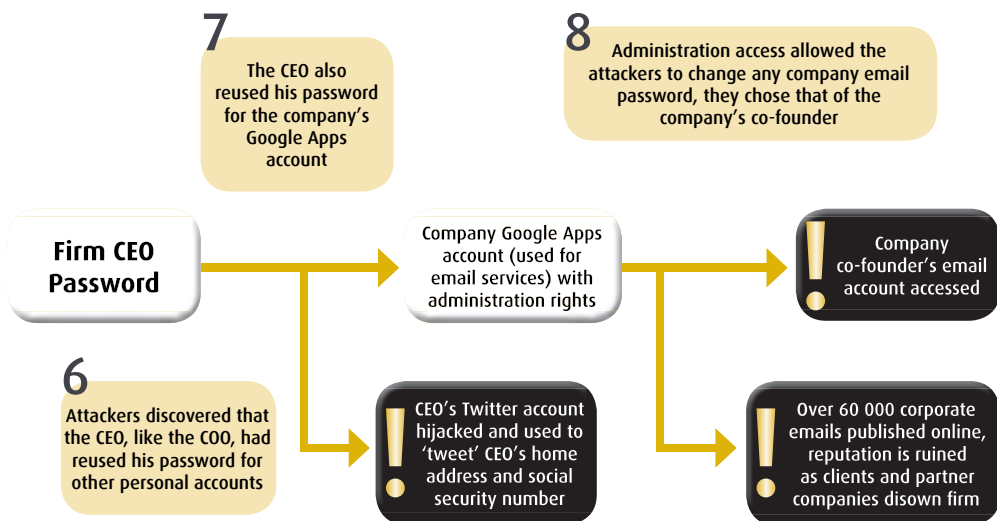 7
The CEO also
reused his password
for the company's
Google Apps
account
8
Administration access allowed the
attackers to change any company email
password, they chose that of the
company's co-founder
Firm CEO
Password
Company Google Apps
account (used for
email services) with
administration rights
!
Company
co-founder's email
account accessed
6
Attackers discovered that
the CEO, like the COO, had
reused his password for
other personal accounts
!
CEO's Twitter account
hijacked and used to
'tweet' CEO's home
address and social
security number
!
Over 60 000 corporate
emails published online,
reputation is ruined
as clients and partner
companies disown firm